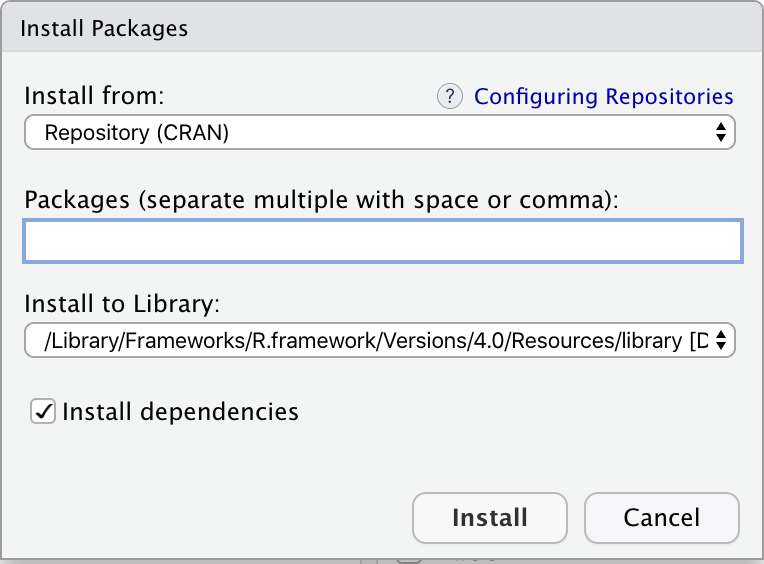 Install Packages
Install from:
? Configuring Repositories
Repository (CRAN)
Packages (separate multiple with space or comma):
Install to Library:
/Library/Frameworks/R.framework/Versions/4.0/Resources/library [D
Install dependencies
Install Cancel